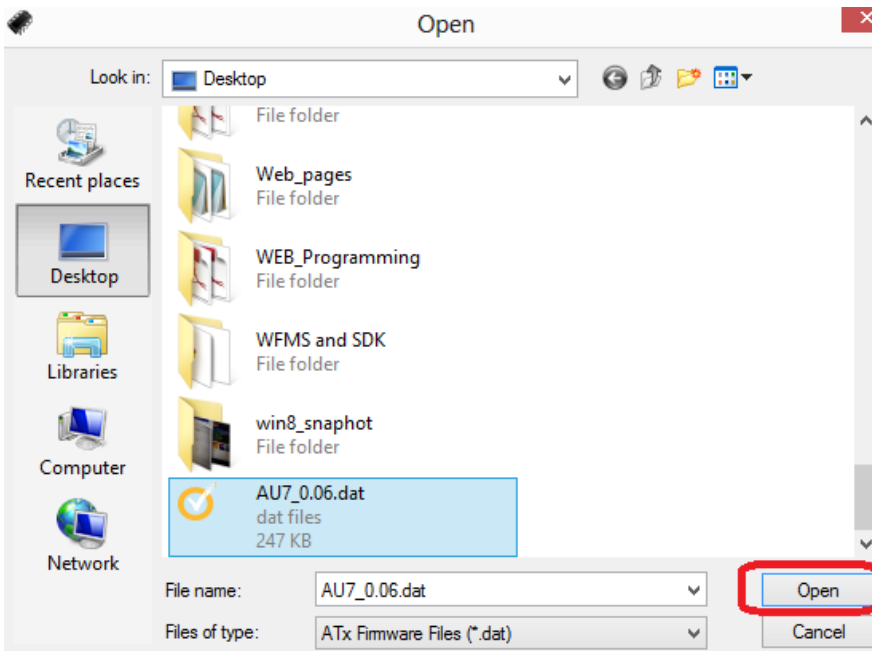 Open
Look in:
Desktop
File folder
Recent places
Web_pages
File folder
WEB_Programming
File folder
Desktop
WFMS and SDK
File folder
Libraries
win8_snaphot
File folder
Computer
AU7_0.06.dat
dat files
247 KB
Network
File name:
AU7_0.06.dat
Open
Files of type:
ATx Firmware Files (*.dat)
Cancel